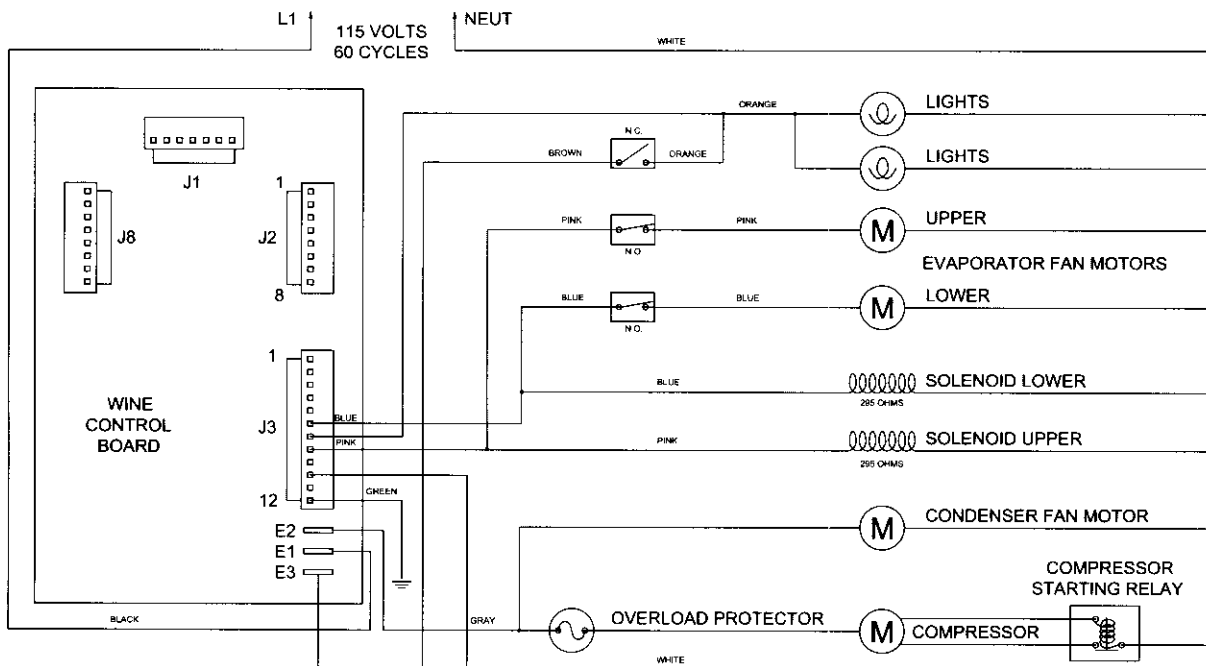 L1
115 VOLTS
60 CYCLES
NEUT
WHITE
ORANGE
LIGHTS
N.C.
BROWN
ORANGE
LIGHTS
J1
1
J8
J2
8
PINK
PINK
UPPER
M
N.O
EVAPORATOR FAN MOTORS
BLUE
BLUE
LOWER
M
N.O.
1
BLUE
SOLENOID LOWER
285 OHMS
WINE
CONTROL
BOARD
J3
BLUE
PINK
PINK
SOLENOID UPPER
295 OHMS
GREEN
12
E2
E1
E3
M
CONDENSER FAN MOTOR
COMPRESSOR
STARTING RELAY
BLACK
GRAY
OVERLOAD PROTECTOR
M
COMPRESSOR
WHITE